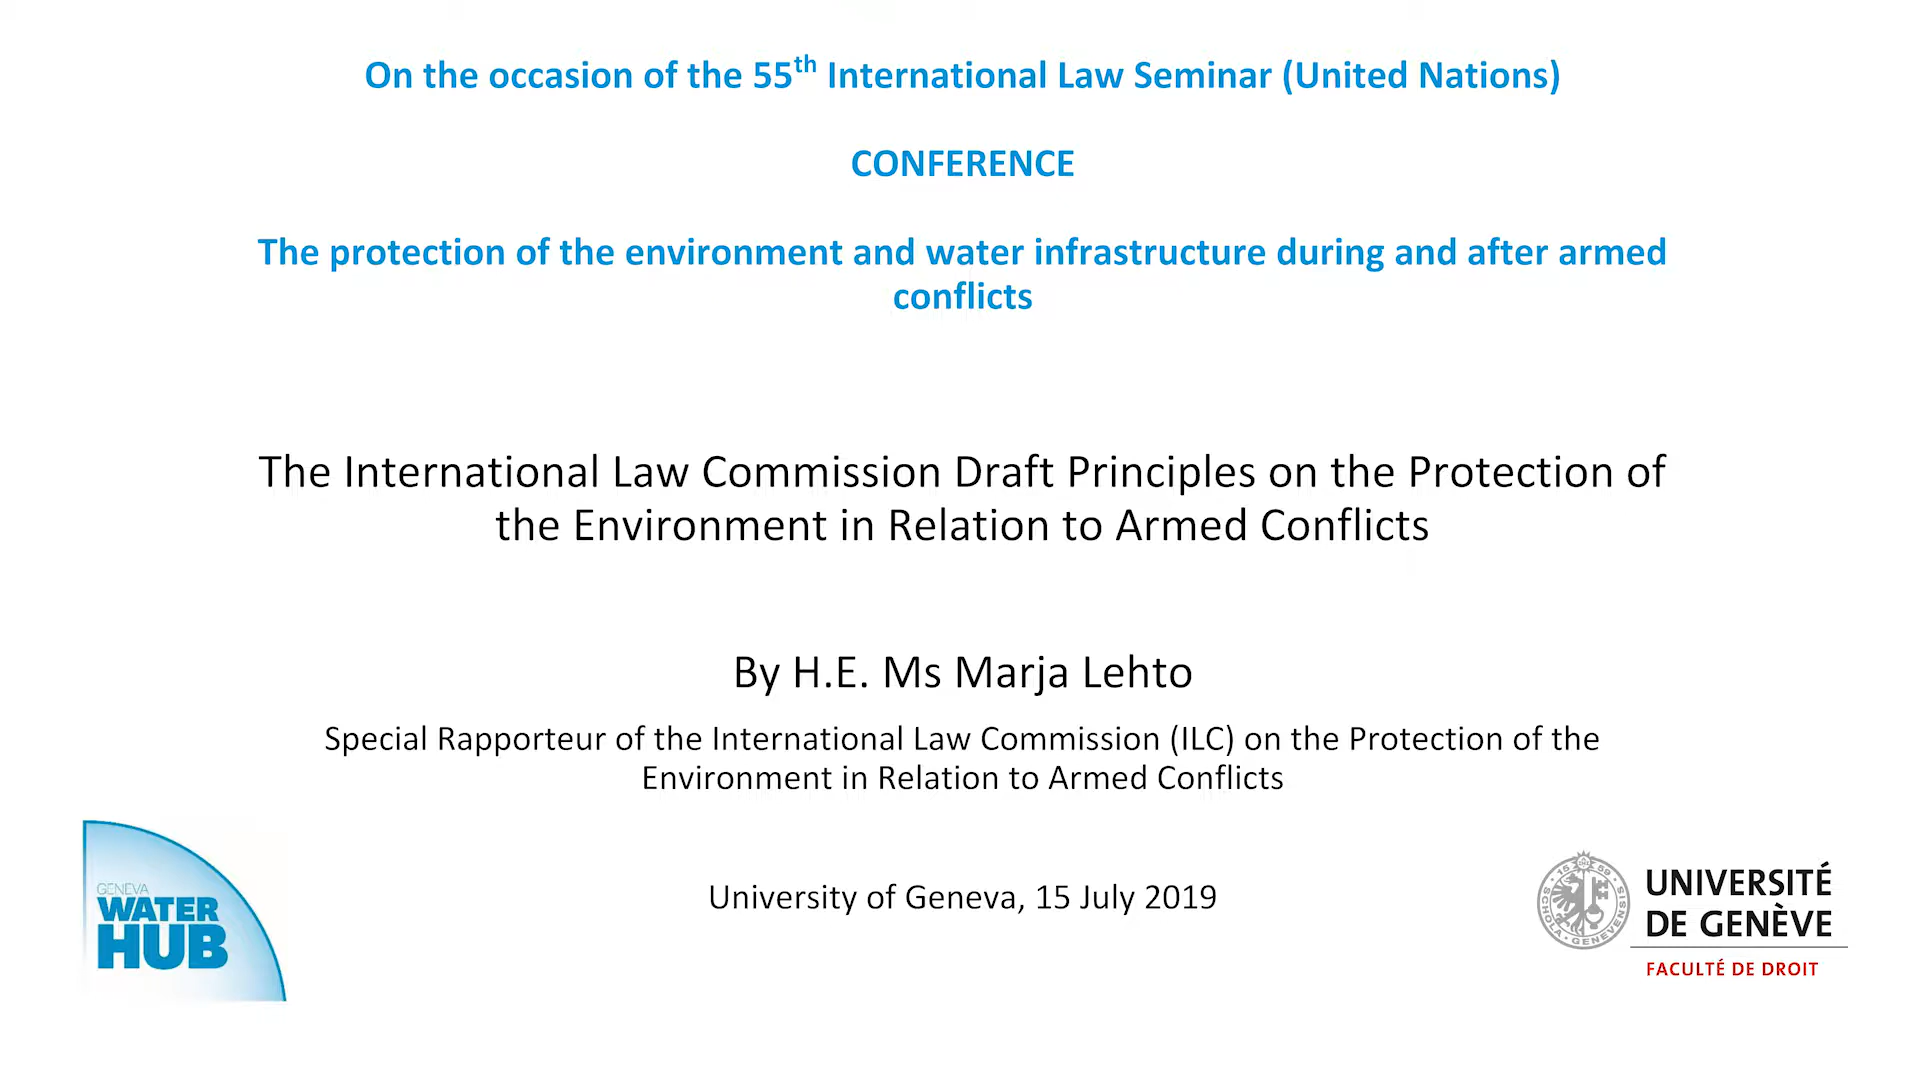 On the occasion of the 55th International Law Seminar (United Nations)
CONFERENCE
The protection of the environment and water infrastructure during and after armed
conflicts
The International Law Commission Draft Principles on the Protection of
the Environment in Relation to Armed Conflicts
By H.E. Ms Marja Lehto
Special Rapporteur of the International Law Commission (ILC) on the Protection of the
Environment in Relation to Armed Conflicts
University of Geneva, 15 July 2019
GENEVA
WATER
HUB
1559
SCHOLA GENEVENSIS
UNIVERSITÉ
DE GENÈVE
FACULTÉ DE DROIT